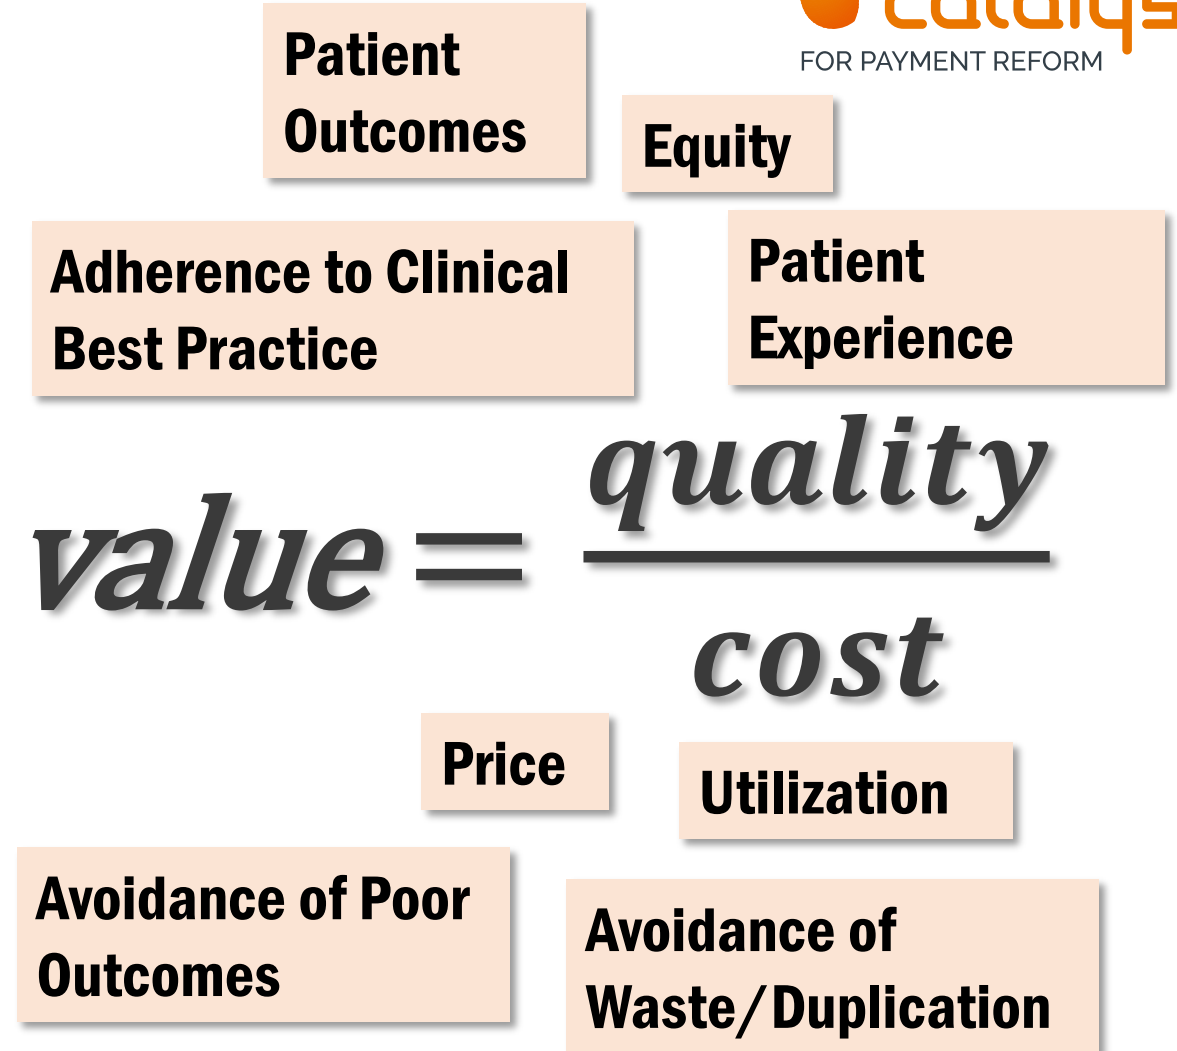 FOR PAYMENT REFORM
Patient
Outcomes
Equity
Adherence to Clinical
Best Practice
Patient
Experience
value = quality
cost
Price
Utilization
Avoidance of Poor
Outcomes
Avoidance of
Waste/Duplication